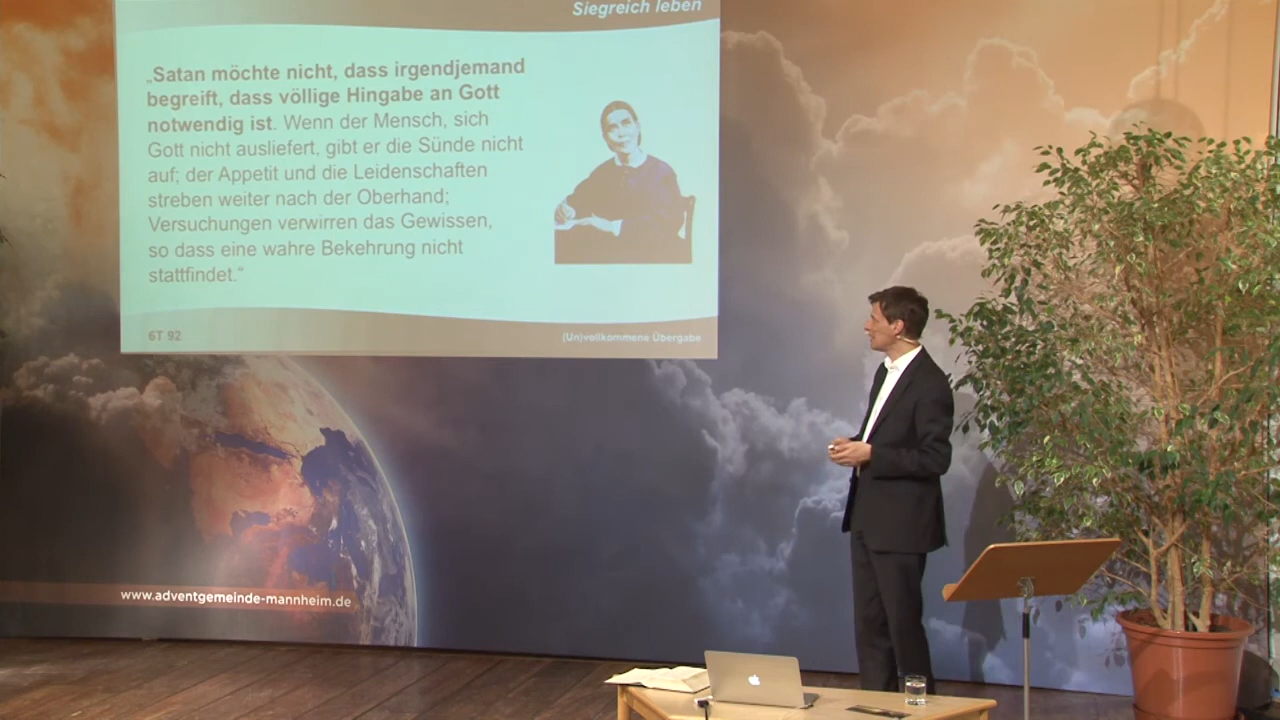 Siegreich leben
„Satan möchte nicht, dass irgendjemand
begreift, dass völlige Hingabe an Gott
notwendig ist. Wenn der Mensch, sich
Gott nicht ausliefert, gibt er die Sünde nicht
auf; der Appetit und die Leidenschaften
streben weiter nach der Oberhand;
Versuchungen verwirren das Gewissen,
so dass eine wahre Bekehrung nicht
stattfindet.“
6T 92
(Un)vollkommene Übergabe
www.adventgemeinde-mannheim.de